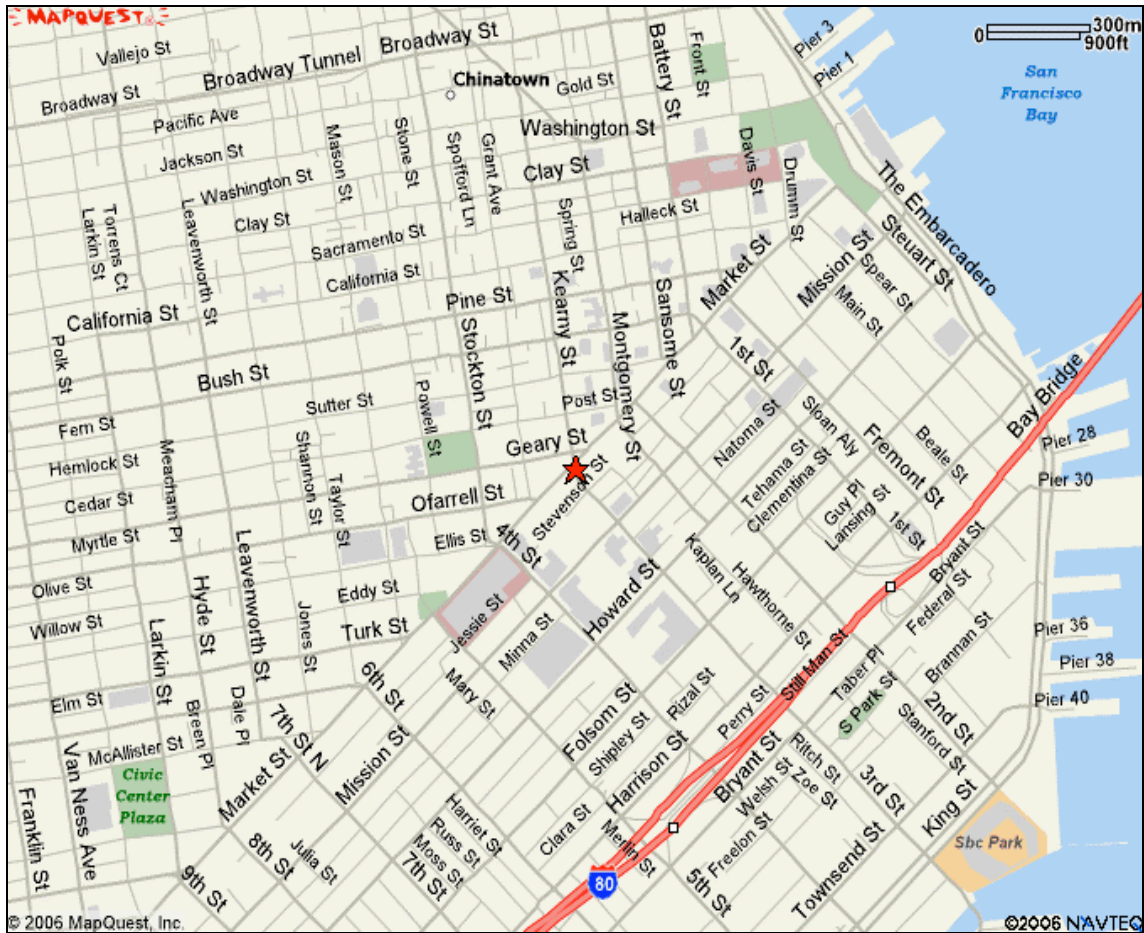 MAPQUEST
Vallejo St
Broadway Tunnel
Broadway St
Broadway St
Chinatown
Gold St
Battery St
Front St
Pier 3
Pier 1
0
300m
900ft
San
Francisco
Bay
Pacific Ave
Jackson St
Washington St
Clay St
Mason St
Stone St
Spofford Ln
Grant Ave
Washington St
Clay St
Davis St
Drumm St
Halleck St
The Embarcadero
Steuart St
Torrens Ct
Larkin St
Leavenworth St
Sacramento St
California St
Spring St
Kearny St
Pine St
Market St
Mission St
Spear St
Main St
California St
Polk St
Bush St
Stockton St
Montgomery St
Sansome St
1st St
Bay Bridge
Sutter St
Powell St
Post St
Natoma St
Sloan Aly
Fremont St
Beale St
Pier 28
Pier 30
Fern St
Hemlock St
Cedar St
Myrtle St
Meacham Pl
Shannon St
Taylor St
Geary St
Ofarrell St
Stevenson St
Tehama St
Clementina St
Guy Pl
Lansing St
1st St
Bryant St
Ellis St
4th St
Olive St
Willow St
Hyde St
Leavenworth St
Eddy St
Turk St
Jones St
Jessie St
Minna St
Howard St
Kaplan Ln
Hawthorne St
Federal St
Brannan St
Pier 36
Pier 38
Pier 40
Larkin St
Elm St
McAllister St
Breen Pl
Dale Pl
7th St N
6th St
Mary St
Mission St
Folsom St
Shipley St
Rizal St
Harrison St
Perry St
Still Man St
Taber Pl
S Park St
2nd St
Stanford St
Van Ness Ave
Franklin St
Civic
Center
Plaza
Market St
8th St
9th St
Julia St
Harriet St
Russ St
Moss St
7th St
Clara St
Merlin St
Bryant St
Welsh St
Ritch St
Zoe St
Freelon St
5th St
3rd St
King St
Townsend St
Sbc Park
80
© 2006 MapQuest, Inc.
©2006 NAVTEQ